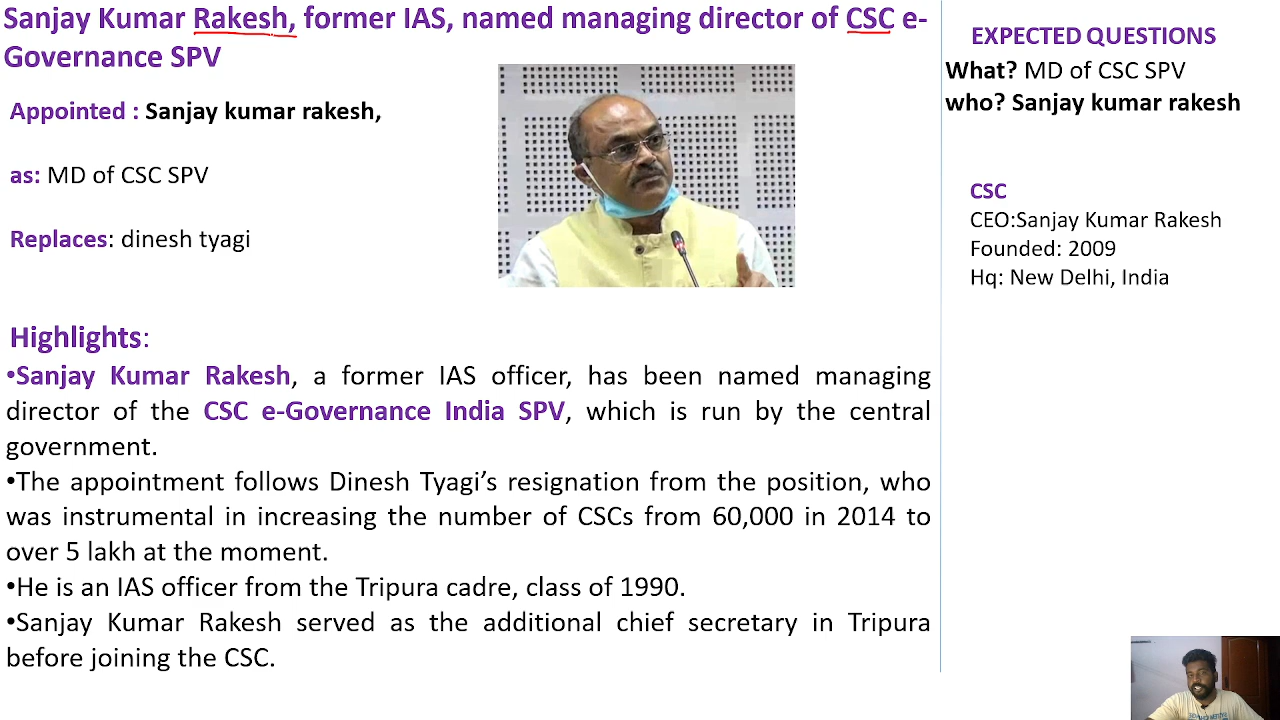 Sanjay Kumar Rakesh, former IAS, named managing director of CSC e-
Governance SPV
Appointed : Sanjay kumar rakesh,
as: MD of CSC SPV
Replaces: dinesh tyagi
Highlights:
•Sanjay Kumar Rakesh, a former IAS officer, has been named managing
director of the CSC e-Governance India SPV, which is run by the central
government.
•The appointment follows Dinesh Tyagi’s resignation from the position, who
was instrumental in increasing the number of CSCs from 60,000 in 2014 to
over 5 lakh at the moment.
•He is an IAS officer from the Tripura cadre, class of 1990.
•Sanjay Kumar Rakesh served as the additional chief secretary in Tripura
before joining the CSC.
EXPECTED QUESTIONS
What? MD of CSC SPV
who? Sanjay kumar rakesh
CSC
CEO:Sanjay Kumar Rakesh
Founded: 2009
Hq: New Delhi, India